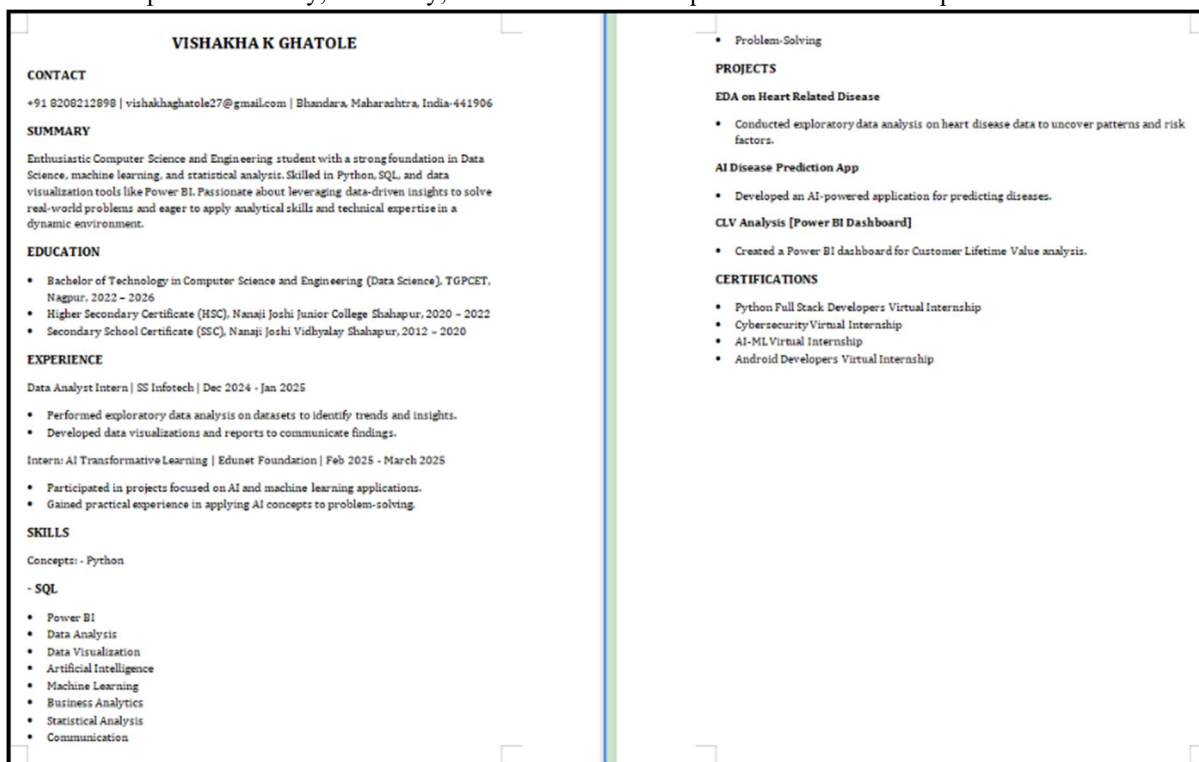 VISHAKHA K GHATOLE
CONTACT
+91 8208212898 | vishakhaghatole27@gmail.com | Bhandara, Maharashtra, India-441906
SUMMARY
Enthusiastic Computer Science and Engineering student with a strong foundation in Data
Science, machine learning, and statistical analysis. Skilled in Python, SQL, and data
visualization tools like Power BI. Passionate about leveraging data-driven insights to solve
real-world problems and eager to apply analytical skills and technical expertise in a
dynamic environment.
EDUCATION
• Bachelor of Technology in Computer Science and Engineering (Data Science), TGPCET,
Nagpur, 2022 – 2026
• Higher Secondary Certificate (HSC), Nanaji Joshi Junior College Shahapur, 2020 – 2022
• Secondary School Certificate (SSC), Nanaji Joshi Vidhyalay Shahapur, 2012 – 2020
EXPERIENCE
Data Analyst Intern | SS Infotech | Dec 2024 - Jan 2025
• Performed exploratory data analysis on datasets to identify trends and insights.
• Developed data visualizations and reports to communicate findings.
Intern: AI Transformative Learning | Edunet Foundation | Feb 2025 - March 2025
• Participated in projects focused on AI and machine learning applications.
• Gained practical experience in applying AI concepts to problem-solving.
SKILLS
Concepts: - Python
- SQL
• Power BI
• Data Analysis
• Data Visualization
• Artificial Intelligence
• Machine Learning
• Business Analytics
• Statistical Analysis
• Communication
• Problem-Solving
PROJECTS
EDA on Heart Related Disease
• Conducted exploratory data analysis on heart disease data to uncover patterns and risk
factors.
AI Disease Prediction App
• Developed an AI-powered application for predicting diseases.
CLV Analysis [Power BI Dashboard]
• Created a Power BI dashboard for Customer Lifetime Value analysis.
CERTIFICATIONS
• Python Full Stack Developers Virtual Internship
• Cybersecurity Virtual Internship
• AI-ML Virtual Internship
• Android Developers Virtual Internship